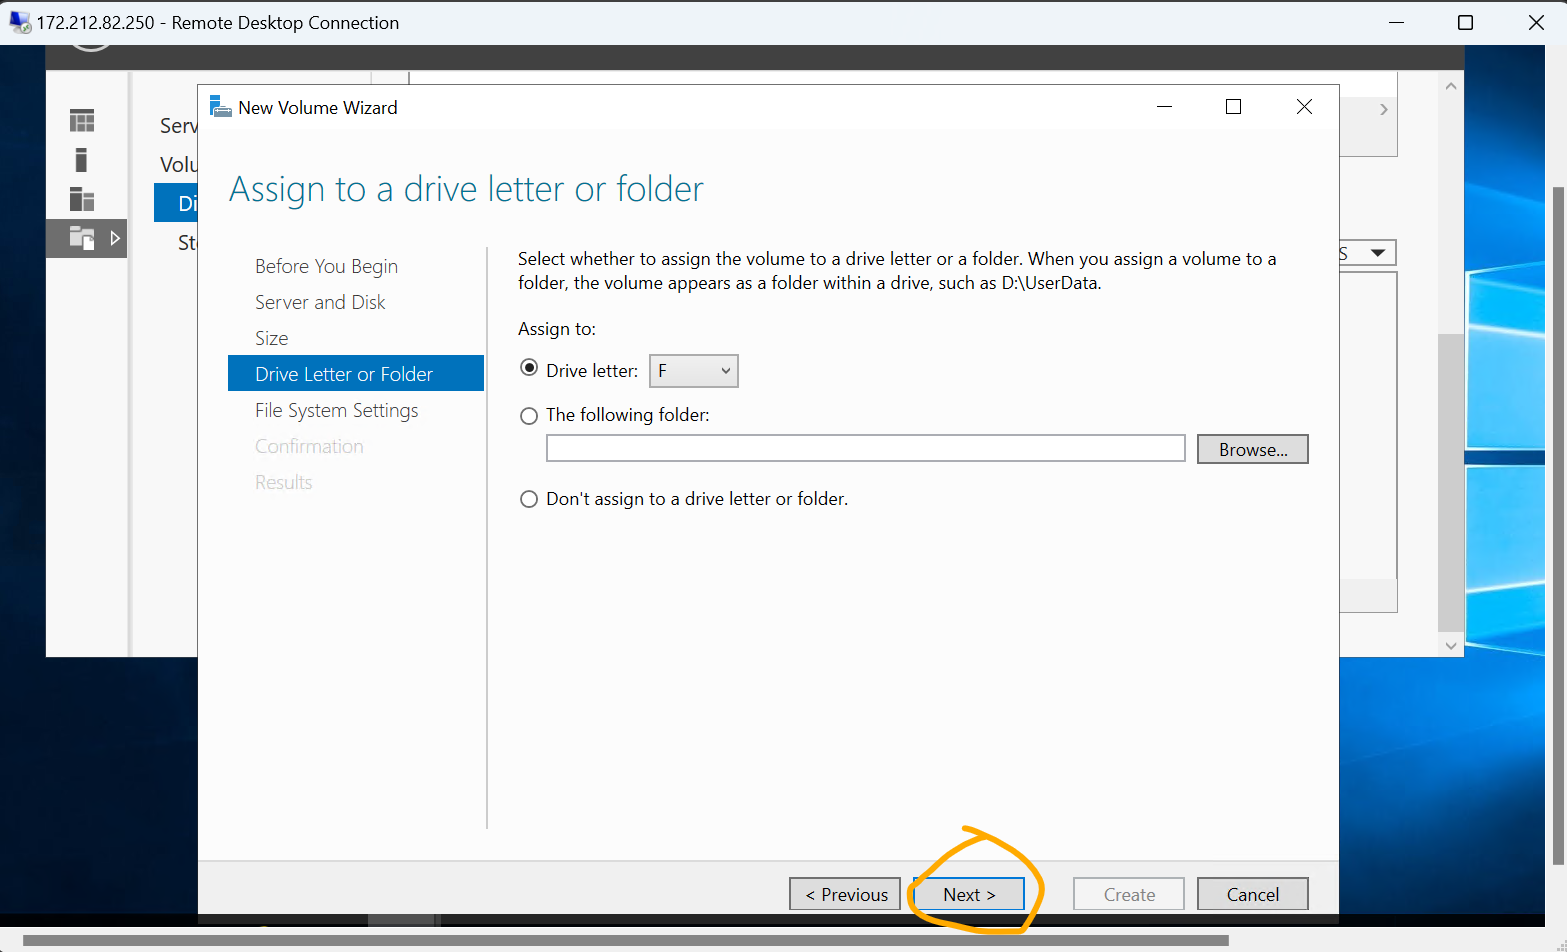 172.212.82.250 - Remote Desktop Connection
New Volume Wizard
Assign to a drive letter or folder
Before You Begin
Server and Disk
Size
Drive Letter or Folder
File System Settings
Confirmation
Results
Select whether to assign the volume to a drive letter or a folder. When you assign a volume to a
folder, the volume appears as a folder within a drive, such as D:\UserData.
Assign to:
Drive letter: F
The following folder:
Browse...
Don't assign to a drive letter or folder.
< Previous Next > Create Cancel